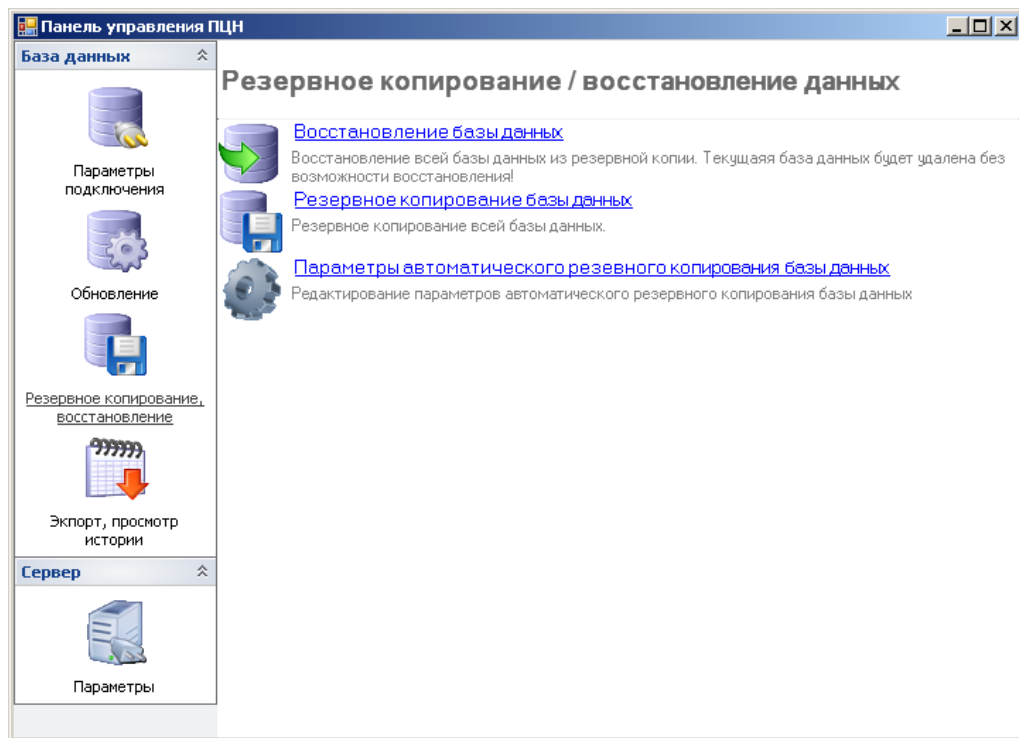 Панель управления ПЦН
База данных
Параметры
подключения
Обновление
Резервное копирование,
восстановление
Экпорт, просмотр
истории
Сервер
Параметры
Резервное копирование / восстановление данных
Восстановление базы данных
Восстановление всей базы данных из резервной копии. Текущаяя база данных будет удалена без
возможности восстановления!
Резервное копирование базы данных
Резервное копирование всей базы данных.
Параметры автоматического резевного копирования базы данных
Редактирование параметров автоматического резервного копирования базы данных